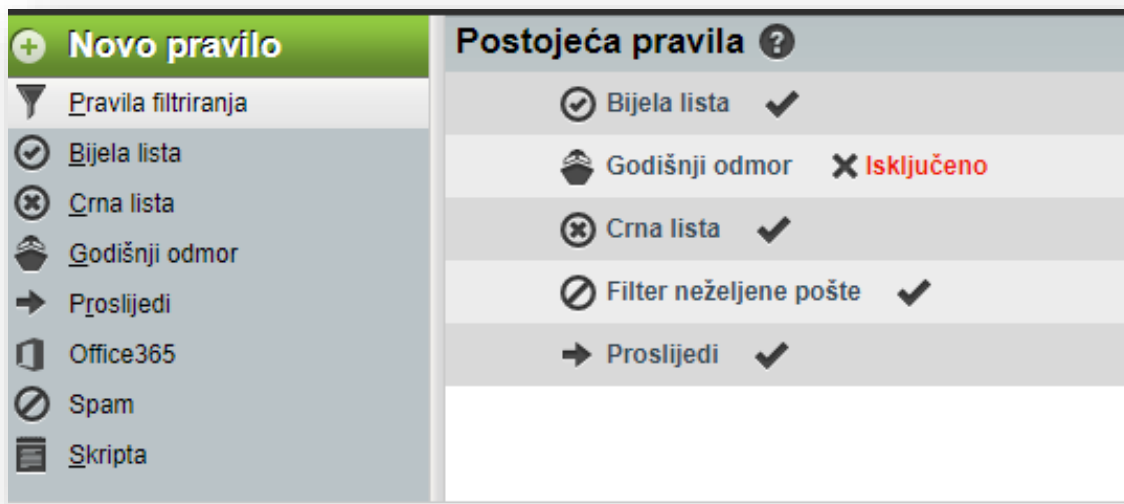 Novo pravilo
Pravila filtriranja
Bijela lista
Crna lista
Godišnji odmor
Proslijedi
Office365
Spam
Skripta
Postojeća pravila
Bijela lista
Godišnji odmor Isključeno
Crna lista
Filter neželjene pošte
Proslijedi